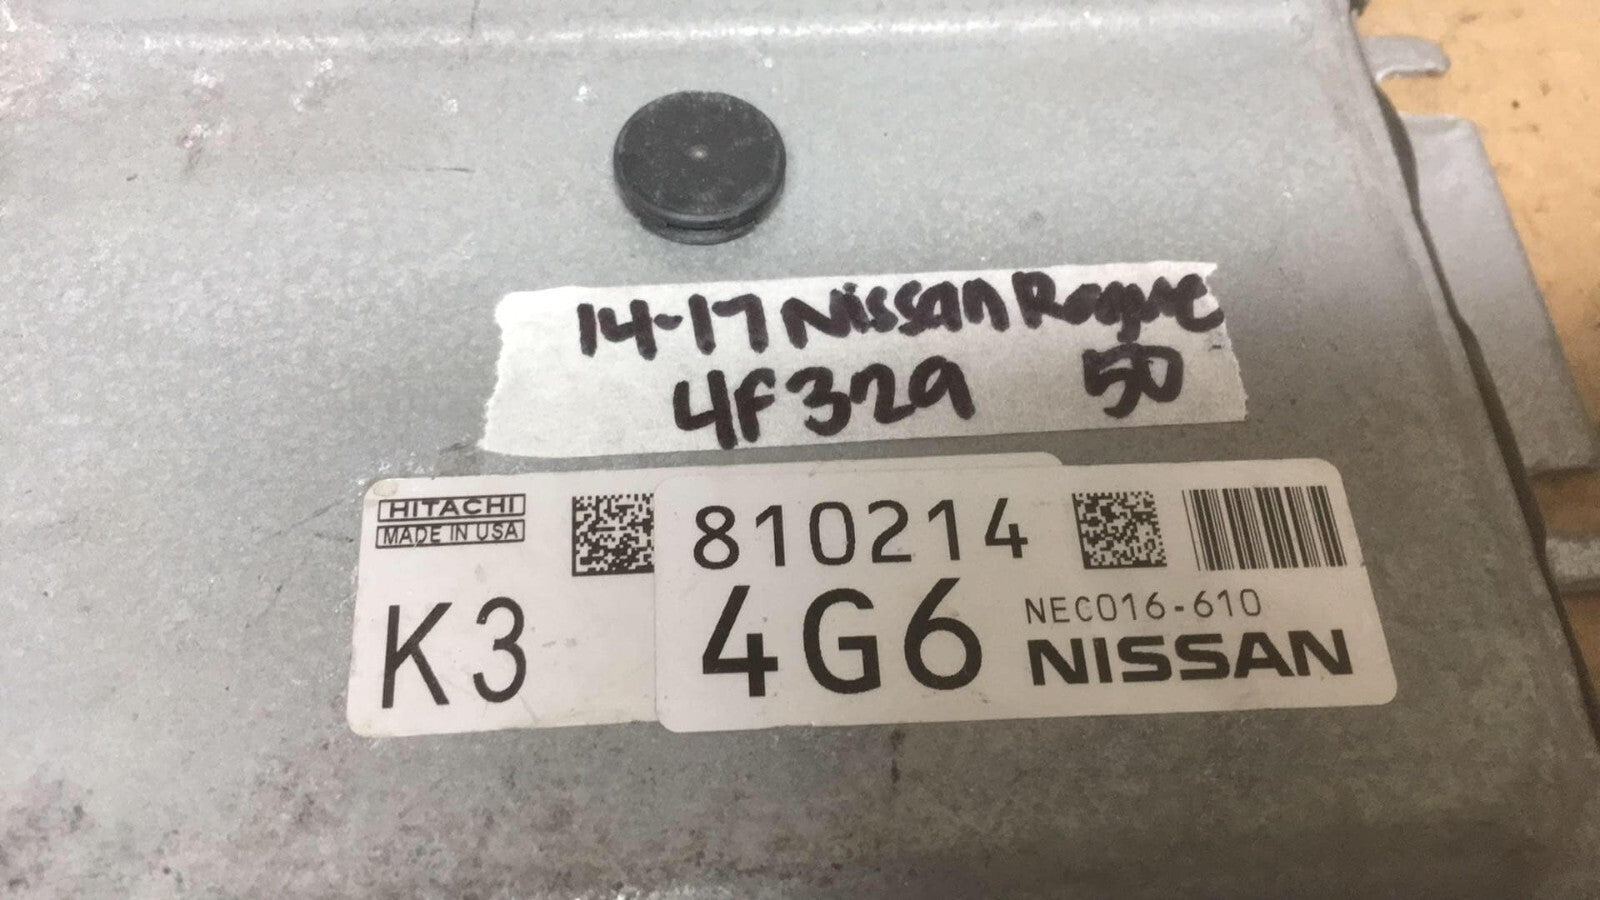 14-17 Nissan Rogue
4F329 50
HITACHI
MADE IN USA
K3
810214
4G6
NEC016-610
NISSAN